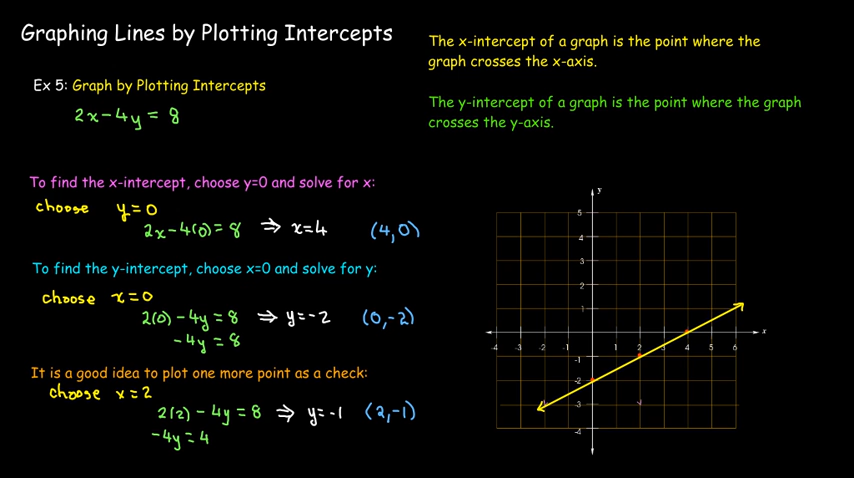 Graphing Lines by Plotting Intercepts
The x-intercept of a graph is the point where the
graph crosses the x-axis.
Ex 5: Graph by Plotting Intercepts
2x - 4y = 8
The y-intercept of a graph is the point where the graph
crosses the y-axis.
To find the x-intercept, choose y=0 and solve for x:
choose y = 0
2x - 4(0) = 8 ⇒ x = 4 (4,0)
To find the y-intercept, choose x=0 and solve for y:
choose x = 0
2(0) - 4y = 8 ⇒ y = -2 (0,-2)
-4y = 8
It is a good idea to plot one more point as a check:
choose x = 2
2(2) - 4y = 8 ⇒ y = -1 (2,-1)
-4y = 4
y
5
4
3
2
1
x
-4 -3 -2 -1 0 1 2 3 4 5 6
-1
-2
-3
-4